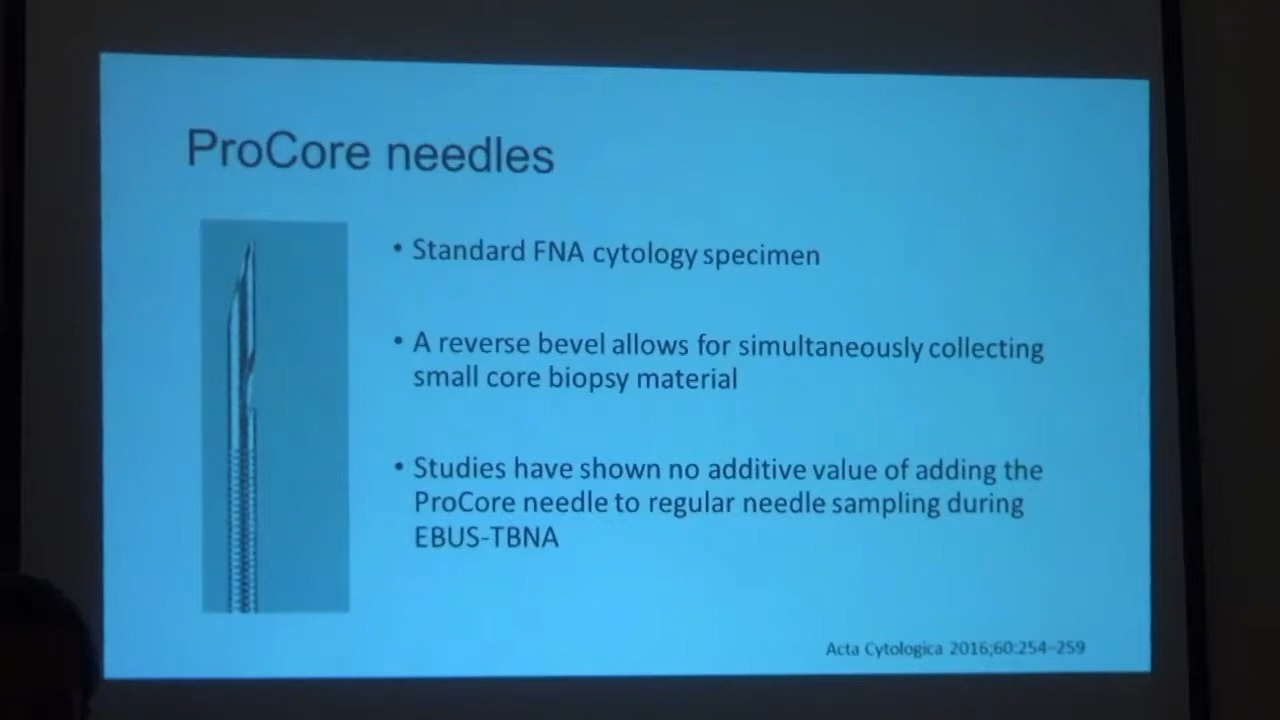 ProCore needles
• Standard FNA cytology specimen
• A reverse bevel allows for simultaneously collecting
small core biopsy material
• Studies have shown no additive value of adding the
ProCore needle to regular needle sampling during
EBUS-TBNA
Acta Cytologica 2016;60:254–259